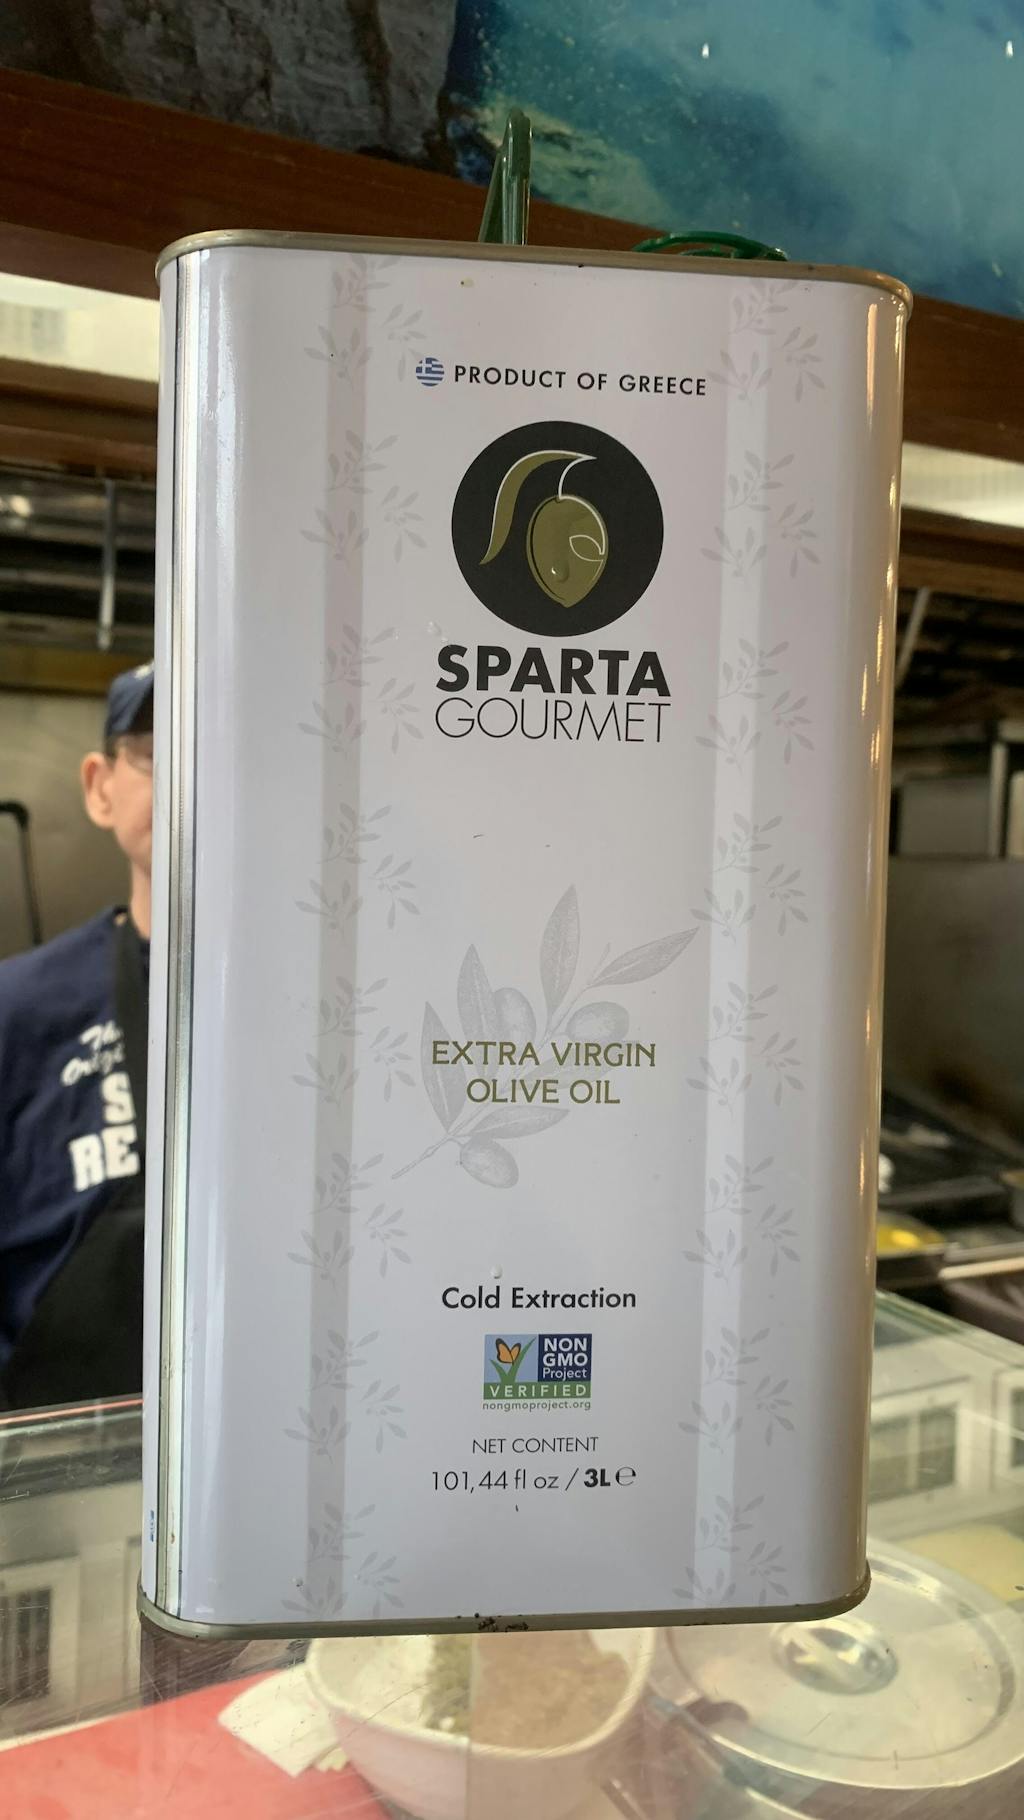 PRODUCT OF GREECE
SPARTA
GOURMET
EXTRA VIRGIN
OLIVE OIL
Cold Extraction
NON
GMO
Project
VERIFIED
nongmoproject.org
NET CONTENT
101,44 fl oz / 3L ℮